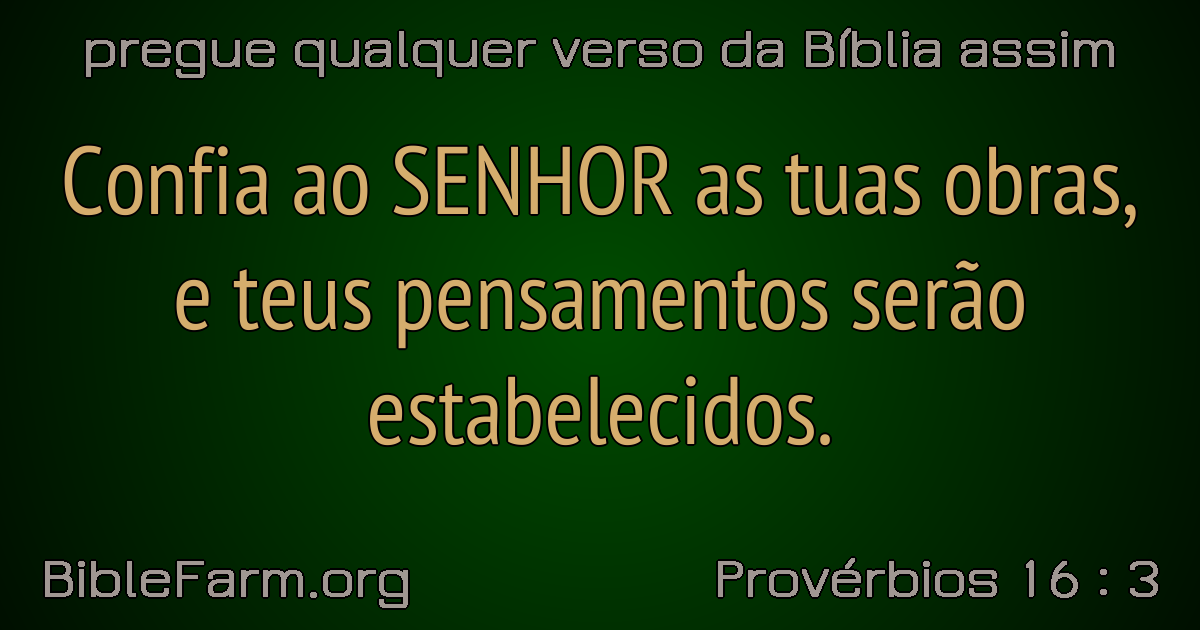 pregue qualquer verso da Bíblia assim
Confia ao SENHOR as tuas obras,
e teus pensamentos serão
estabelecidos.
BibleFarm.org
Provérbios 16 : 3